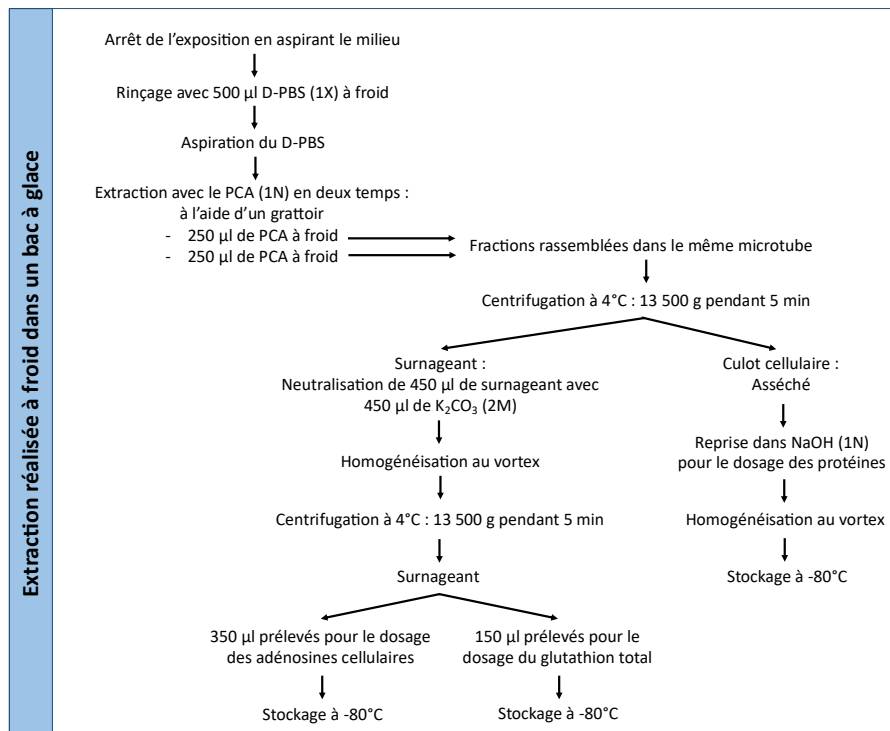 Extraction réalisée à froid dans un bac à glace
Arrêt de l'exposition en aspirant le milieu
Rinçage avec 500 µl D-PBS (1X) à froid
Aspiration du D-PBS
Extraction avec le PCA (1N) en deux temps :
à l'aide d'un grattoir
- 250 µl de PCA à froid
- 250 µl de PCA à froid
Fractions rassemblées dans le même microtube
Centrifugation à 4°C : 13 500 g pendant 5 min
Surnageant :
Neutralisation de 450 µl de surnageant avec
450 µl de K₂CO₃ (2M)
Homogénéisation au vortex
Centrifugation à 4°C : 13 500 g pendant 5 min
Surnageant
350 µl prélevés pour le dosage
des adénosines cellulaires
Stockage à -80°C
150 µl prélevés pour le
dosage du glutathion total
Stockage à -80°C
Culot cellulaire :
Asséché
Reprise dans NaOH (1N)
pour le dosage des protéines
Homogénéisation au vortex
Stockage à -80°C